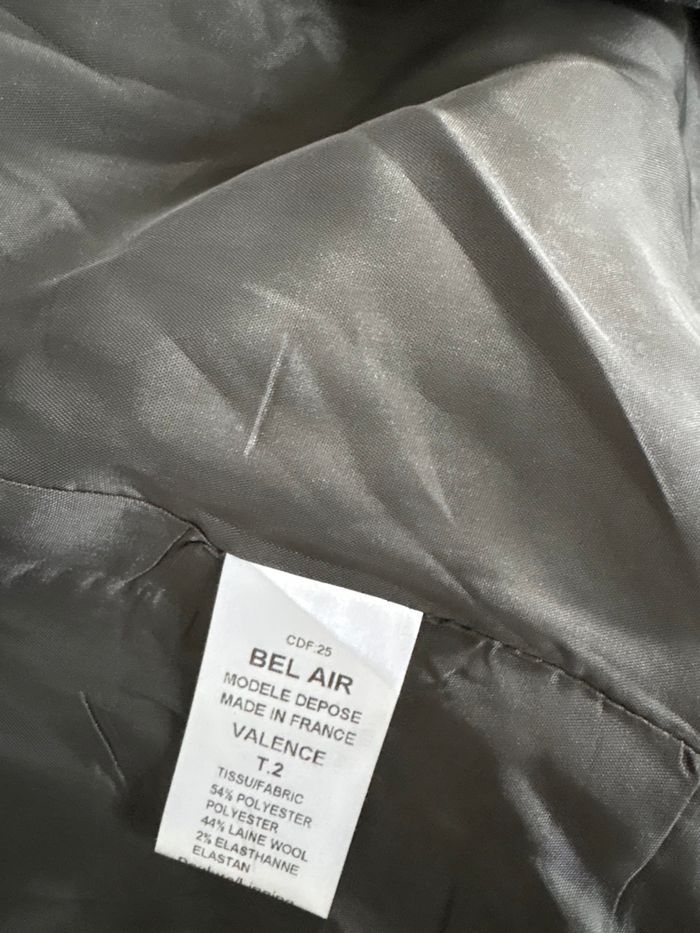 CDF:25
BEL AIR
MODELE DEPOSE
MADE IN FRANCE
VALENCE
T.2
TISSU/FABRIC
54% POLYESTER
POLYESTER
44% LAINE WOOL
2% ELASTHANNE
ELASTAN